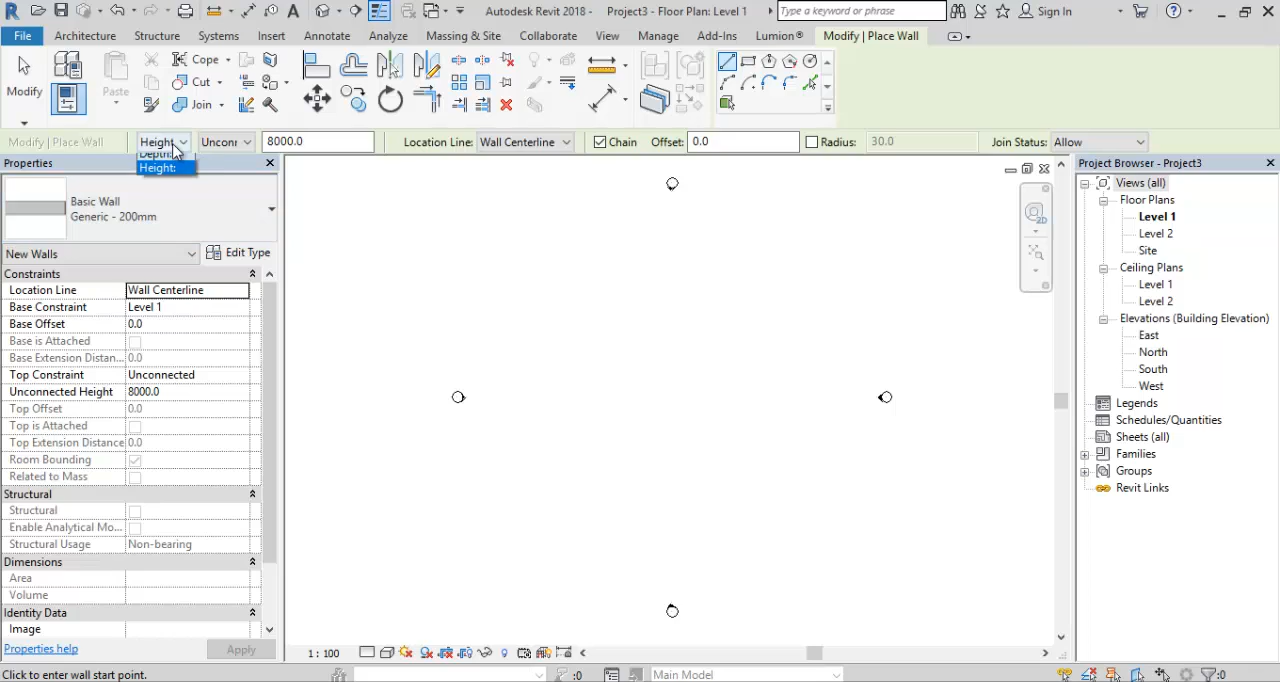 Autodesk Revit 2018 - Project3 - Floor Plan: Level 1
Type a keyword or phrase
Sign In
File Architecture Structure Systems Insert Annotate Analyze Massing & Site Collaborate View Manage Add-Ins Lumion® Modify | Place Wall
Modify
Paste
Cope
Cut
Join
Modify | Place Wall
Height
Unconn
8000.0
Location Line: Wall Centerline
Chain
Offset: 0.0
Radius: 30.0
Join Status: Allow
Depth:
Height:
Properties
Basic Wall
Generic - 200mm
New Walls
Edit Type
Constraints
Location Line Wall Centerline
Base Constraint Level 1
Base Offset 0.0
Base is Attached
Base Extension Distan... 0.0
Top Constraint Unconnected
Unconnected Height 8000.0
Top Offset 0.0
Top is Attached
Top Extension Distance 0.0
Room Bounding
Related to Mass
Structural
Structural
Enable Analytical Mo...
Structural Usage Non-bearing
Dimensions
Area
Volume
Identity Data
Image
Properties help
Apply
2D
1 : 100
Project Browser - Project3
Views (all)
Floor Plans
Level 1
Level 2
Site
Ceiling Plans
Level 1
Level 2
Elevations (Building Elevation)
East
North
South
West
Legends
Schedules/Quantities
Sheets (all)
Families
Groups
Revit Links
Click to enter wall start point.
:0
Main Model
:0